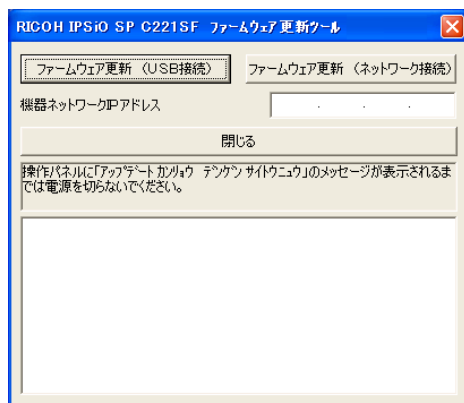 RICOH IPSiO SP C221SF ファームウェア更新ツール
ファームウェア更新 (USB接続)
ファームウェア更新 (ネットワーク接続)
機器ネットワークIPアドレス
. . .
閉じる
操作パネルに「アップデート カンリョウ デンゲン サイトウニュウ」のメッセージが表示されるま
では電源を切らないでください。